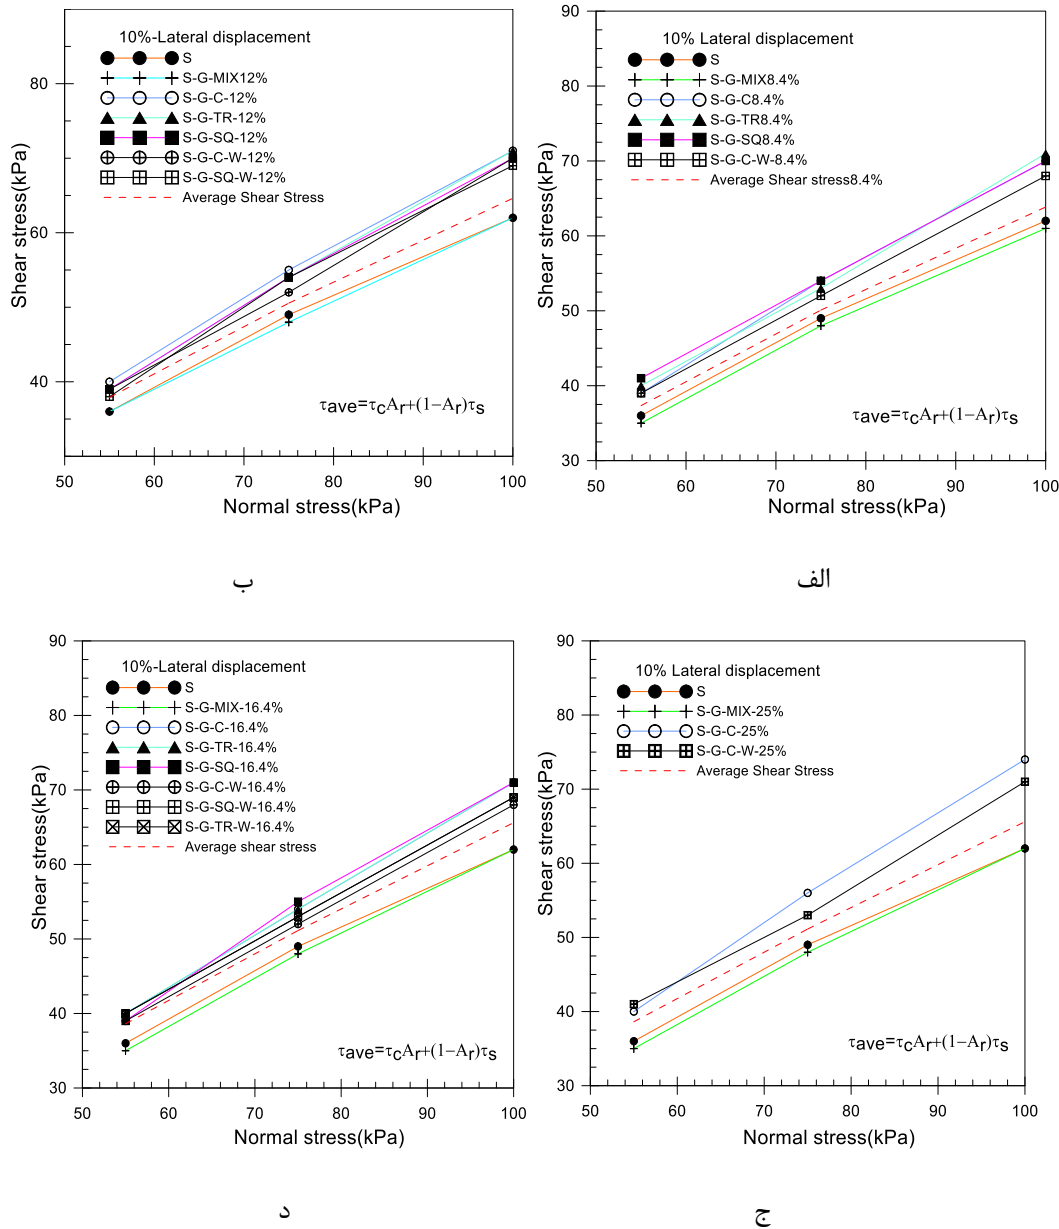 10%-Lateral displacement
S
S-G-MIX12%
S-G-C-12%
S-G-TR-12%
S-G-SQ-12%
S-G-C-W-12%
S-G-SQ-W-12%
Average Shear Stress
80
60
40
Shear stress(kPa)
τave=τcAr+(1−Ar)τs
50 60 70 80 90 100
Normal stress(kPa)
ب
10% Lateral displacement
S
S-G-MIX8.4%
S-G-C8.4%
S-G-TR8.4%
S-G-SQ8.4%
S-G-C-W-8.4%
Average Shear stress8.4%
90
80
70
60
50
40
30
Shear stress(kPa)
τave=τcAr+(1−Ar)τs
50 60 70 80 90 100
Normal stress(kPa)
الف
10%-Lateral displacement
S
S-G-MIX-16.4%
S-G-C-16.4%
S-G-TR-16.4%
S-G-SQ-16.4%
S-G-C-W-16.4%
S-G-SQ-W-16.4%
S-G-TR-W-16.4%
Average shear stress
90
80
70
60
50
40
30
Shear stress(kPa)
τave=τcAr+(1−Ar)τs
50 60 70 80 90 100
Normal stress(kPa)
د
10% Lateral displacement
S
S-G-MIX-25%
S-G-C-25%
S-G-C-W-25%
Average Shear Stress
90
80
70
60
50
40
30
Shear stress(kPa)
τave=τcAr+(1−Ar)τs
50 60 70 80 90 100
Normal stress(kPa)
ج